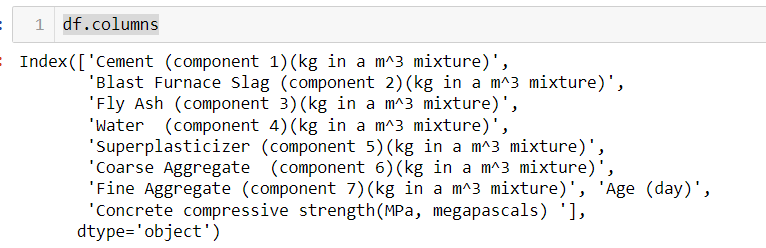 1 df.columns
Index(['Cement (component 1)(kg in a m^3 mixture)',
'Blast Furnace Slag (component 2)(kg in a m^3 mixture)',
'Fly Ash (component 3)(kg in a m^3 mixture)',
'Water  (component 4)(kg in a m^3 mixture)',
'Superplasticizer (component 5)(kg in a m^3 mixture)',
'Coarse Aggregate  (component 6)(kg in a m^3 mixture)',
'Fine Aggregate (component 7)(kg in a m^3 mixture)', 'Age (day)',
'Concrete compressive strength(MPa, megapascals) '],
dtype='object')